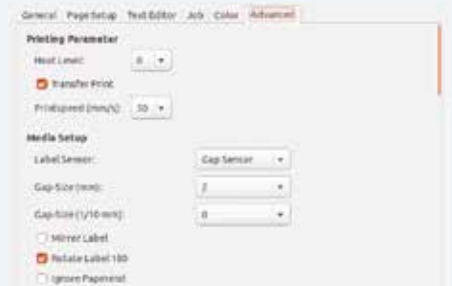 General Page Setup Text Editor Job Color Advanced
Printing Parameter
Heat Level: 0
Transfer Print
Printspeed (mm/s): 50
Media Setup
Label Sensor: Gap Sensor
Gap-Size (mm): 2
Gap-Size (1/10 mm): 0
Mirror Label
Rotate Label 180
Ignore Paperend